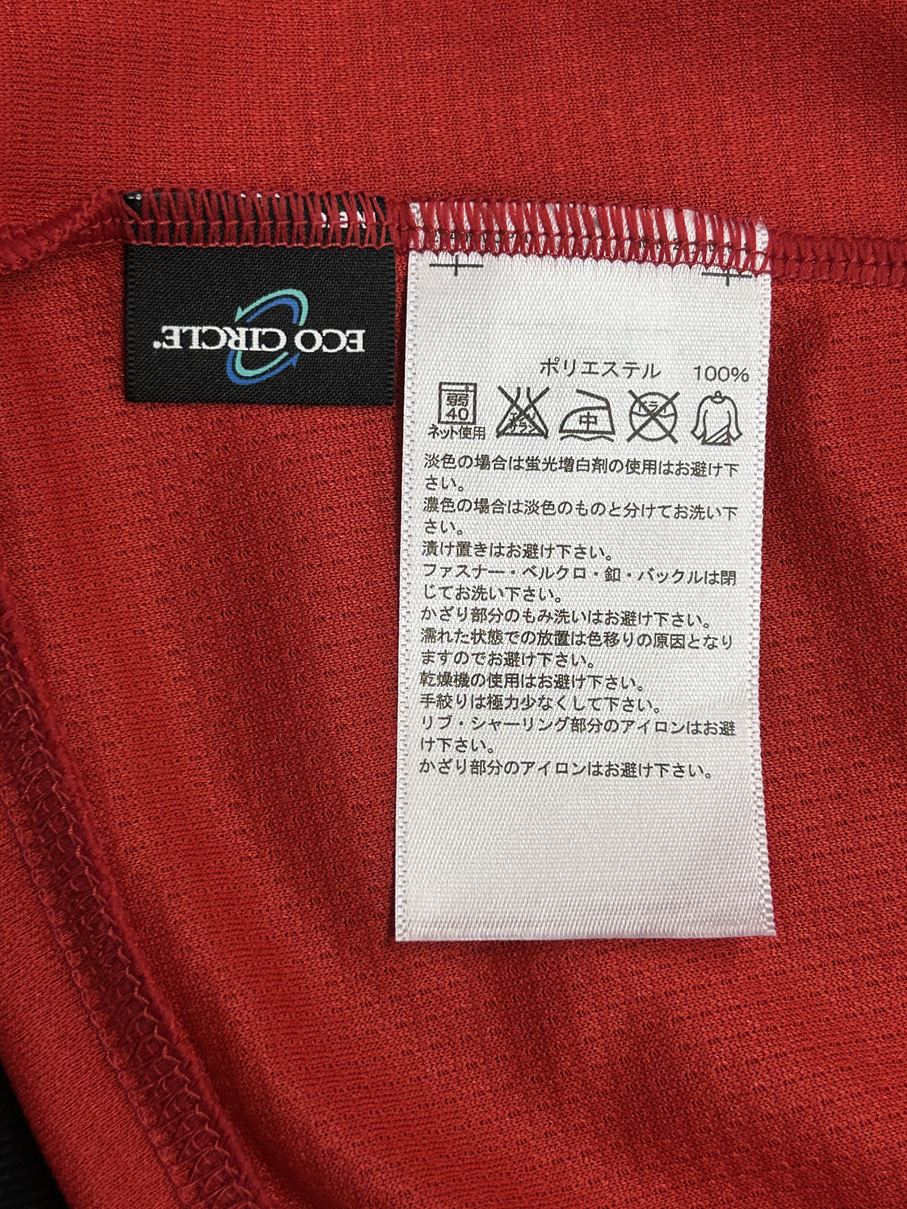 ECO CIRCLE.
ポリエステル 100%
弱
40
ネット使用
エンソ
サラシ
中
ドライ
淡色の場合は蛍光増白剤の使用はお避け下
さい。
濃色の場合は淡色のものと分けてお洗い下
さい。
漬け置きはお避け下さい。
ファスナー・ベルクロ・釦・バックルは閉
じてお洗い下さい。
かざり部分のもみ洗いはお避け下さい。
濡れた状態での放置は色移りの原因となり
ますのでお避け下さい。
乾燥機の使用はお避け下さい。
手絞りは極力少なくして下さい。
リブ・シャーリング部分のアイロンはお避
け下さい。
かざり部分のアイロンはお避け下さい。